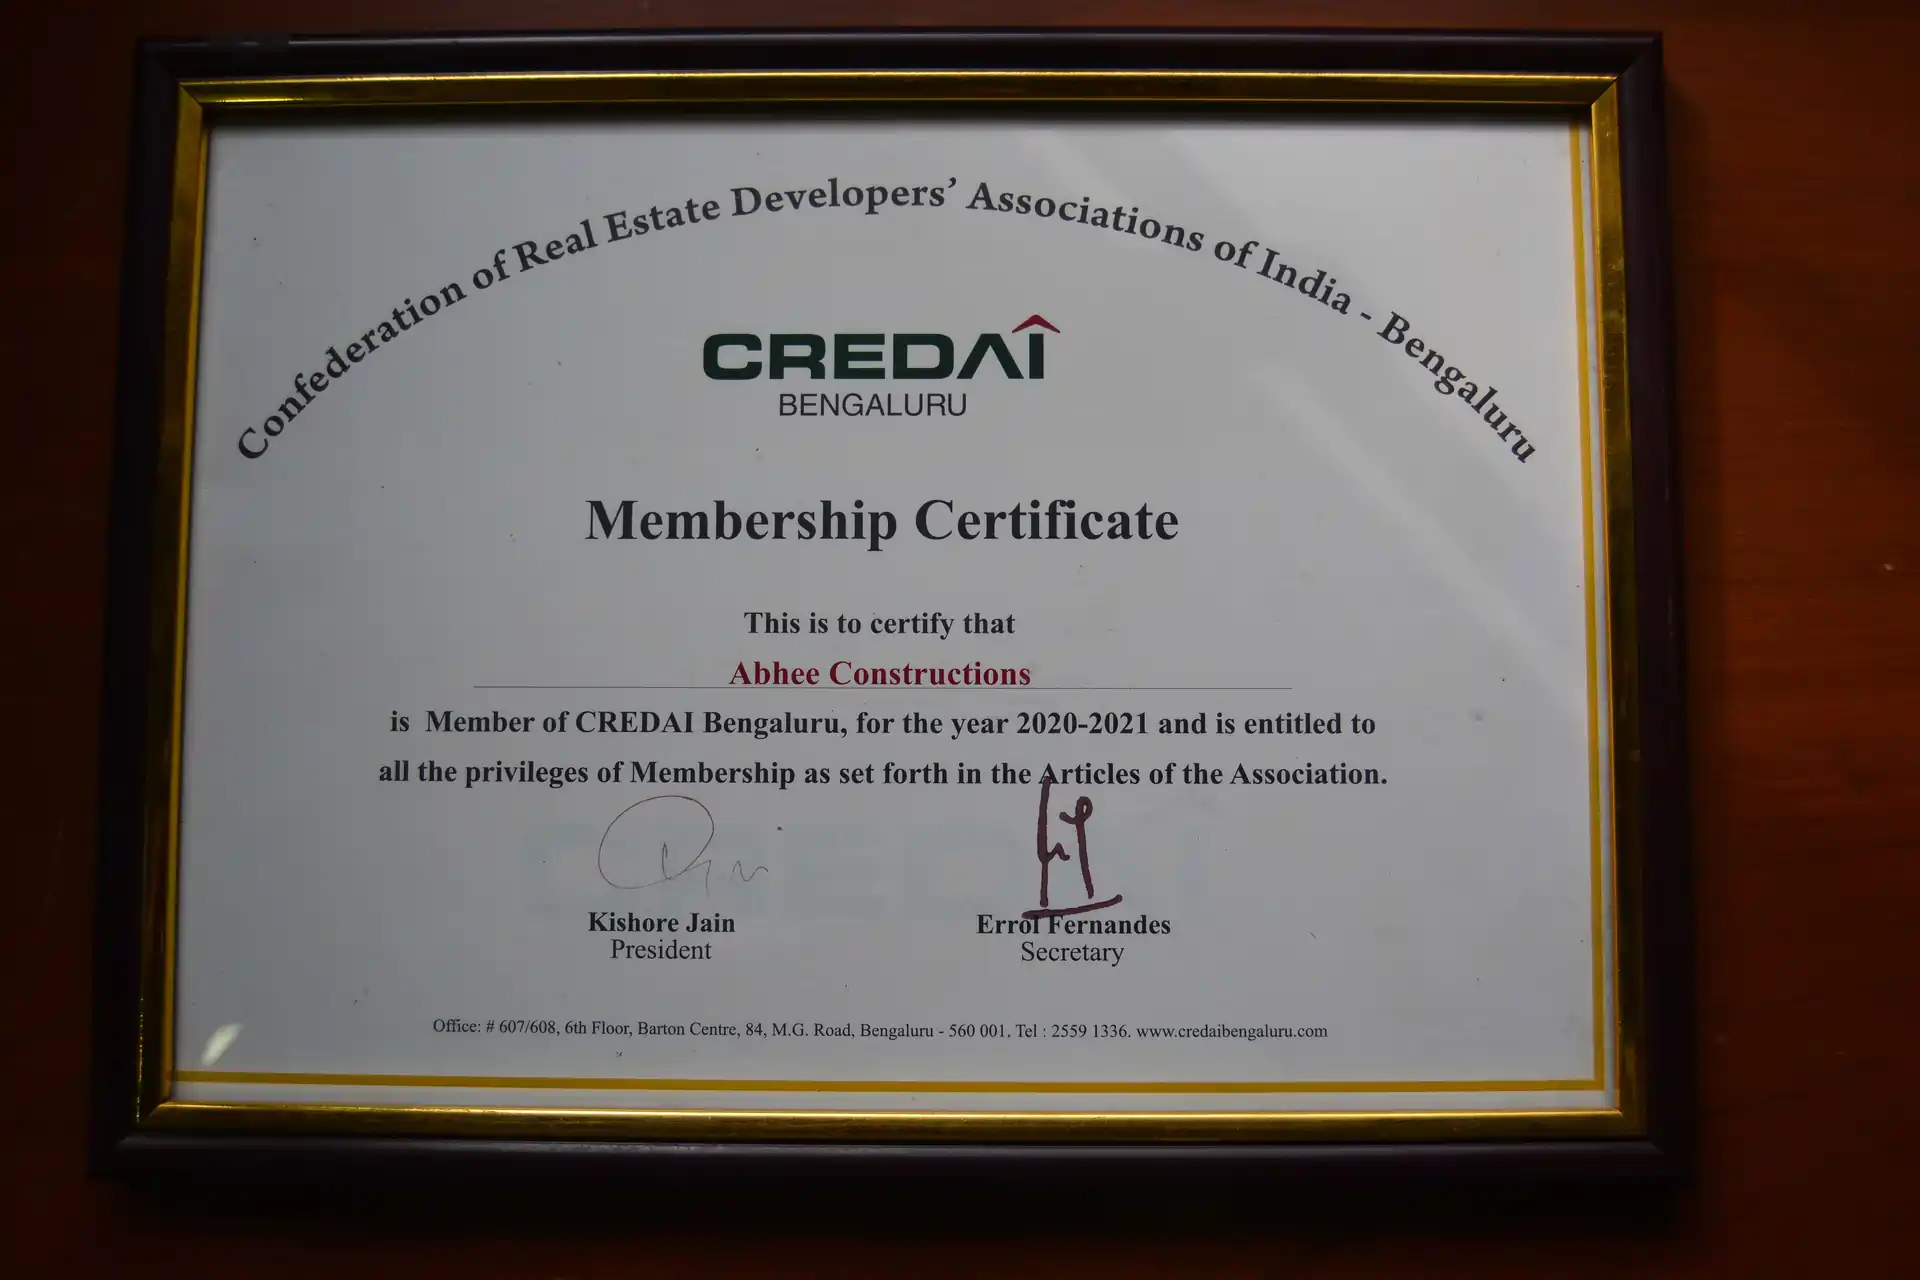 Confederation of Real Estate Developers’ Associations of India - Bengaluru
CREDAI
BENGALURU
Membership Certificate
This is to certify that
Abhee Constructions
is Member of CREDAI Bengaluru, for the year 2020-2021 and is entitled to
all the privileges of Membership as set forth in the Articles of the Association.
CREDAI
Kishore Jain
President
Errol Fernandes
Secretary
Office: # 607/608, 6th Floor, Barton Centre, 84, M.G. Road, Bengaluru - 560 001. Tel : 2559 1336. www.credaibengaluru.com